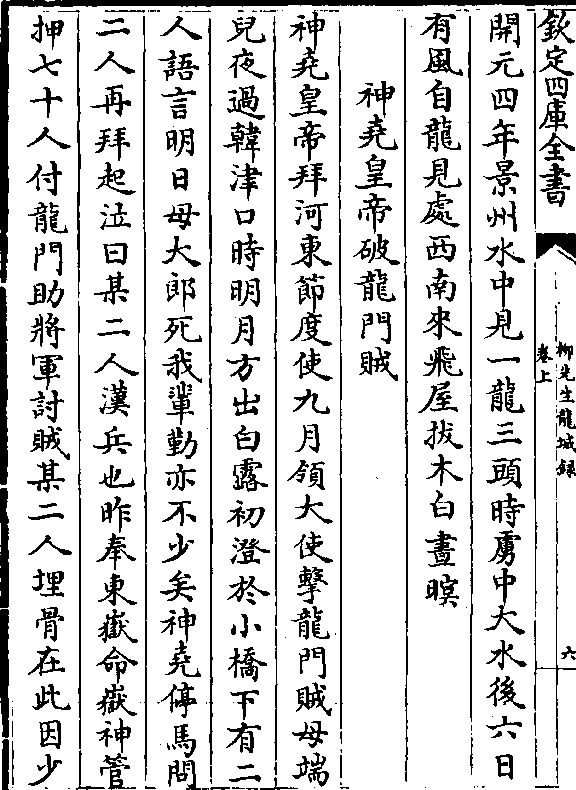 欽定四庫全書
柳先生龍城録
卷上
六
開元四年景州水中見一龍三頭時虜中大水後六日
有風自龍見處西南來飛屋拔木白晝暝
神堯皇帝破龍門賊
神堯皇帝拜河東節度使九月領大使擊龍門賊母端
兒夜過韓津口時明月方出白露初澄於小橋下有二
人語言明日母大郎死我輩勤亦不少矣神堯停馬問
二人再拜起泣曰某二人漢兵也昨奉東嶽命嶽神管
押七十人付龍門助將軍討賊某二人埋骨在此因少